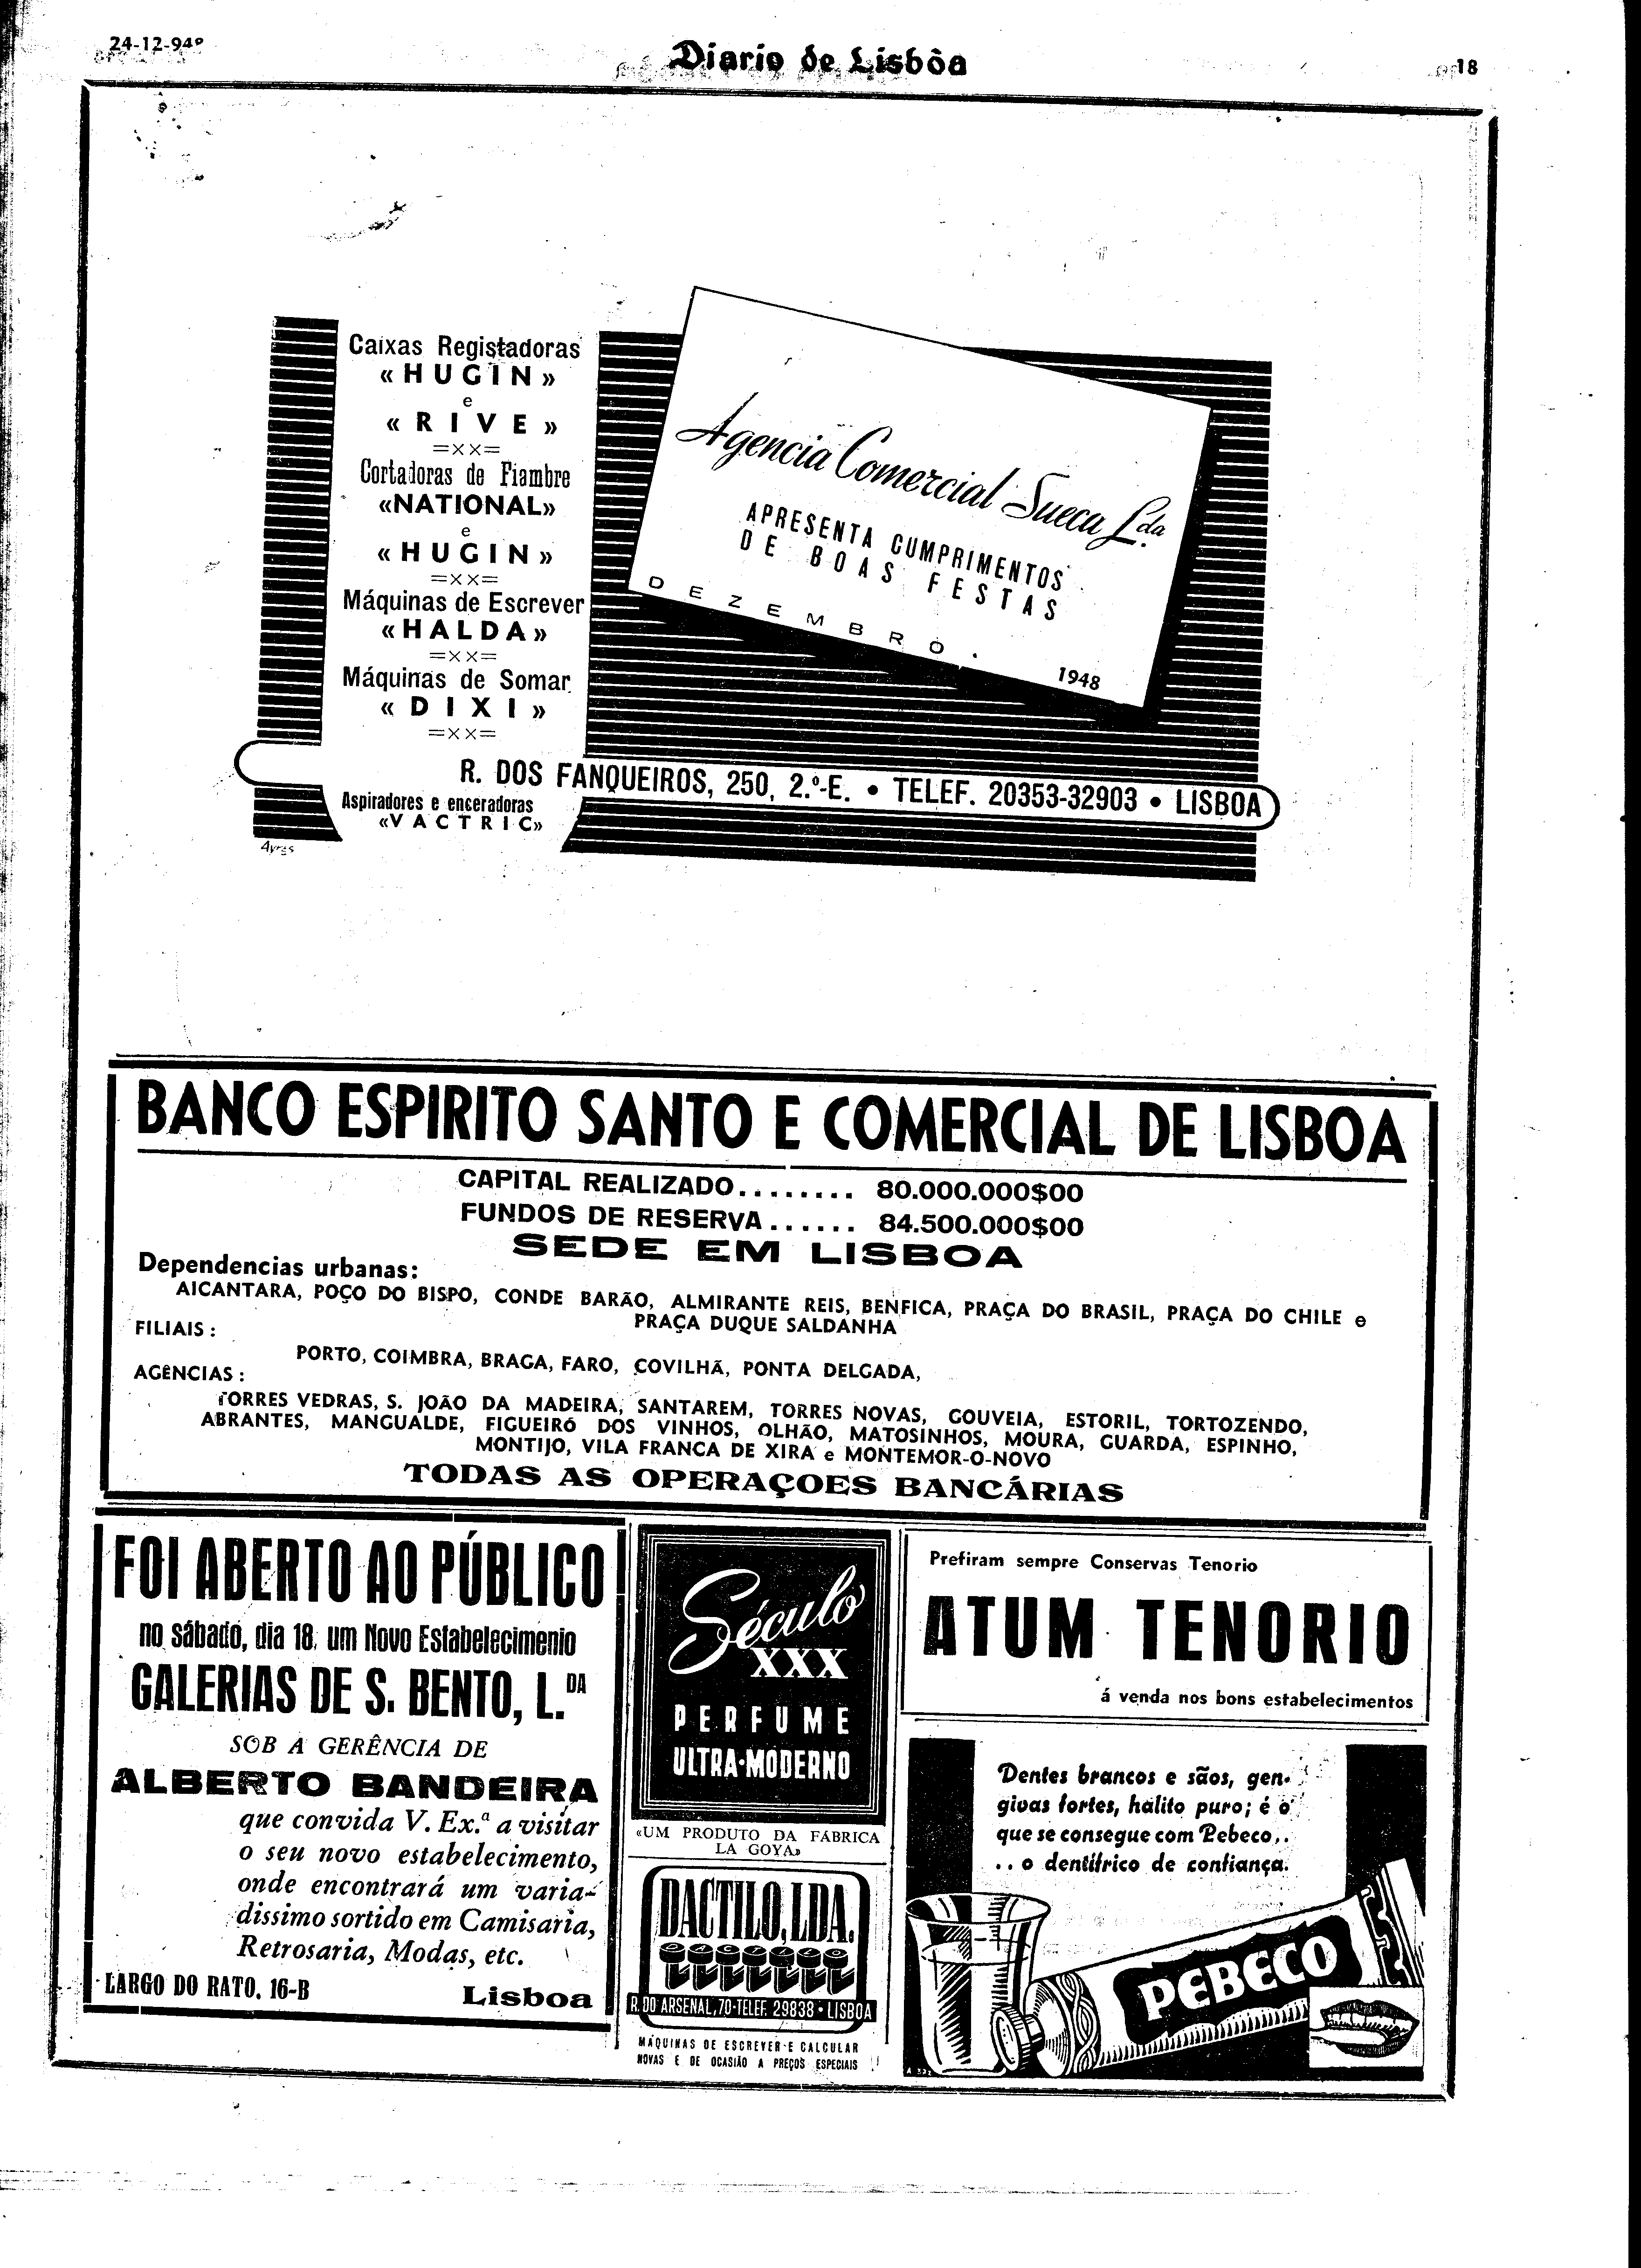 24-12-948
Diario de Lisbôa
18
Caixas Registadoras
«HUGIN»
e
«RIVE»
=xx=
Cortadoras de Fiambre
«NATIONAL»
e
«HUGIN»
=xx=
Máquinas de Escrever
«HALDA»
=xx=
Máquinas de Somar
«DIXI»
=xx=
Agencia Comercial Sueca L.da
APRESENTA CUMPRIMENTOS
DE BOAS FESTAS
DEZEMBRO.
1948
R. DOS FANQUEIROS, 250, 2.º-E. • TELEF. 20353-32903 • LISBOA
Aspiradores e enceradoras
«VACTRIC»
Ayres
BANCO ESPIRITO SANTO E COMERCIAL DE LISBOA
CAPITAL REALIZADO........ 80.000.000$00
FUNDOS DE RESERVA...... 84.500.000$00
SEDE EM LISBOA
Dependencias urbanas:
AICANTARA, POÇO DO BISPO, CONDE BARÃO, ALMIRANTE REIS, BENFICA, PRAÇA DO BRASIL, PRAÇA DO CHILE e
PRAÇA DUQUE SALDANHA
FILIAIS:
PORTO, COIMBRA, BRAGA, FARO, COVILHÃ, PONTA DELGADA,
AGÊNCIAS:
TORRES VEDRAS, S. JOÃO DA MADEIRA, SANTAREM, TORRES NOVAS, GOUVEIA, ESTORIL, TORTOZENDO,
ABRANTES, MANGUALDE, FIGUEIRÓ DOS VINHOS, OLHÃO, MATOSINHOS, MOURA, GUARDA, ESPINHO,
MONTIJO, VILA FRANCA DE XIRA e MONTEMOR-O-NOVO
TODAS AS OPERAÇOES BANCÁRIAS
FOI ABERTO AO PÚBLICO
no sábado, dia 18, um Novo Estabelecimento
GALERIAS DE S. BENTO, L.DA
SOB A GERÊNCIA DE
ALBERTO BANDEIRA
que convida V. Ex.ª a visitar
o seu novo estabelecimento,
onde encontrará um varia-
dissimo sortido em Camisaria,
Retrosaria, Modas, etc.
LARGO DO RATO, 16-B Lisboa
Século
XXX
PERFUME
ULTRA-MODERNO
«UM PRODUTO DA FÁBRICA
LA GOYA»
DACTILO, LDA.
R. DO ARSENAL, 70-TELEF. 29838 • LISBOA
MÁQUINAS DE ESCREVER E CALCULAR
NOVAS E DE OCASIÃO A PREÇOS ESPECIAIS
Prefiram sempre Conservas Tenorio
ATUM TENORIO
á venda nos bons estabelecimentos
Dentes brancos e sãos, gen-
givas fortes, hálito puro; é o
que se consegue com Pebeco..
..o dentífrico de confiança.
PEBECO